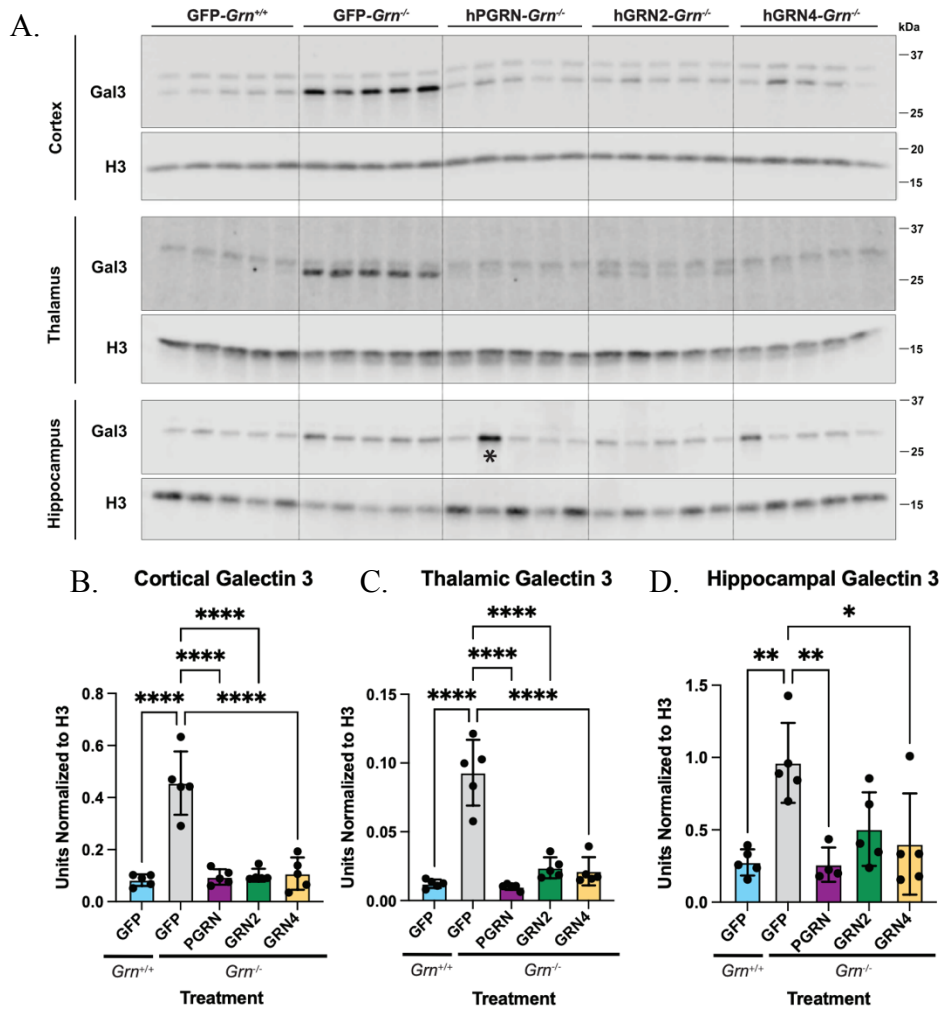 A.
GFP-Grn+/+ GFP-Grn-/- hPGRN-Grn-/- hGRN2-Grn-/- hGRN4-Grn-/-
kDa
Cortex
Gal3
37
25
H3
20
15
Thalamus
Gal3
37
25
H3
15
Hippocampus
Gal3
37
25
*
H3
15
B. Cortical Galectin 3
Units Normalized to H3
0.8
0.6
0.4
0.2
0.0
****
****
**** ****
GFP GFP PGRN GRN2 GRN4
Grn+/+ Grn-/-
Treatment
C. Thalamic Galectin 3
Units Normalized to H3
0.15
0.10
0.05
0.00
****
****
**** ****
GFP GFP PGRN GRN2 GRN4
Grn+/+ Grn-/-
Treatment
D. Hippocampal Galectin 3
Units Normalized to H3
1.5
1.0
0.5
0.0
*
** **
GFP GFP PGRN GRN2 GRN4
Grn+/+ Grn-/-
Treatment